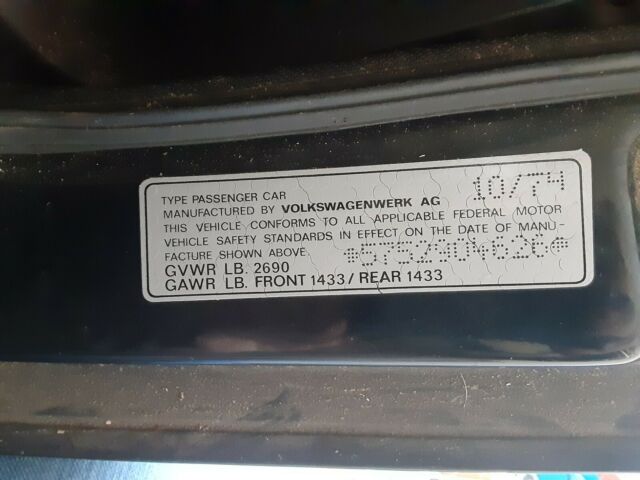 TYPE PASSENGER CAR 10/74
MANUFACTURED BY VOLKSWAGENWERK AG
THIS VEHICLE CONFORMS TO ALL APPLICABLE FEDERAL MOTOR
VEHICLE SAFETY STANDARDS IN EFFECT ON THE DATE OF MANU-
FACTURE SHOWN ABOVE
GVWR LB. 2690
GAWR LB. FRONT 1433/REAR 1433